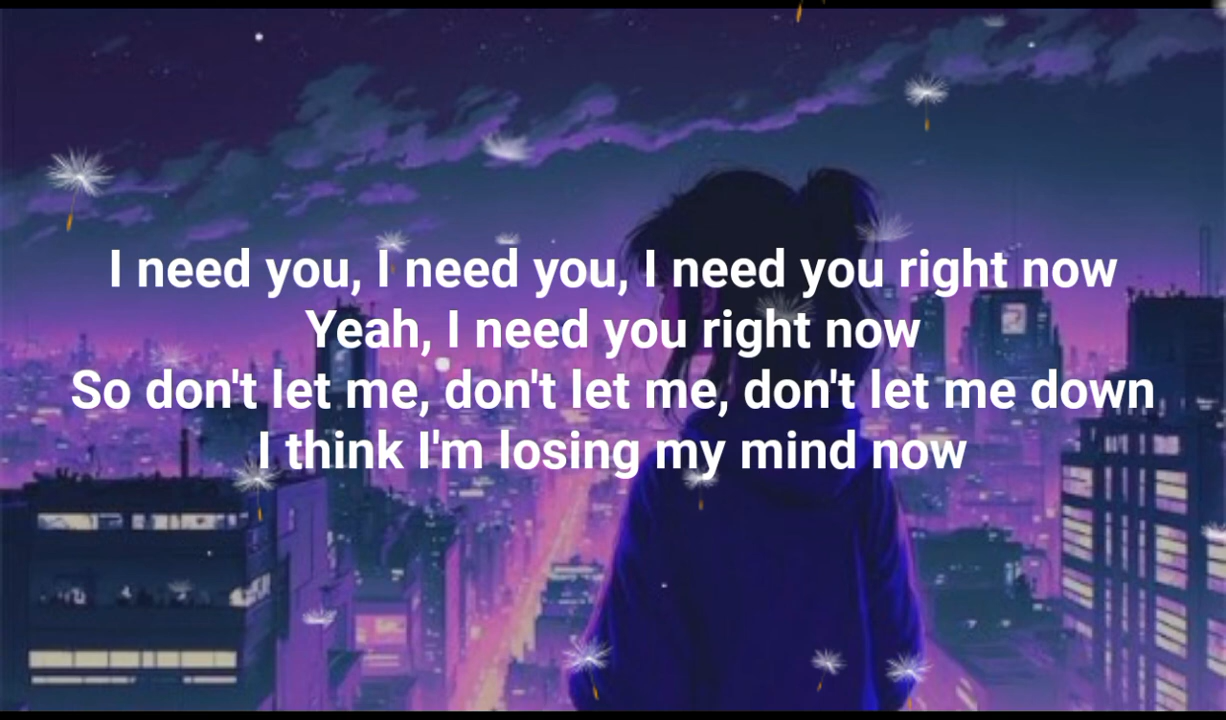 I need you, I need you, I need you right now
Yeah, I need you right now
So don't let me, don't let me, don't let me down
I think I'm losing my mind now